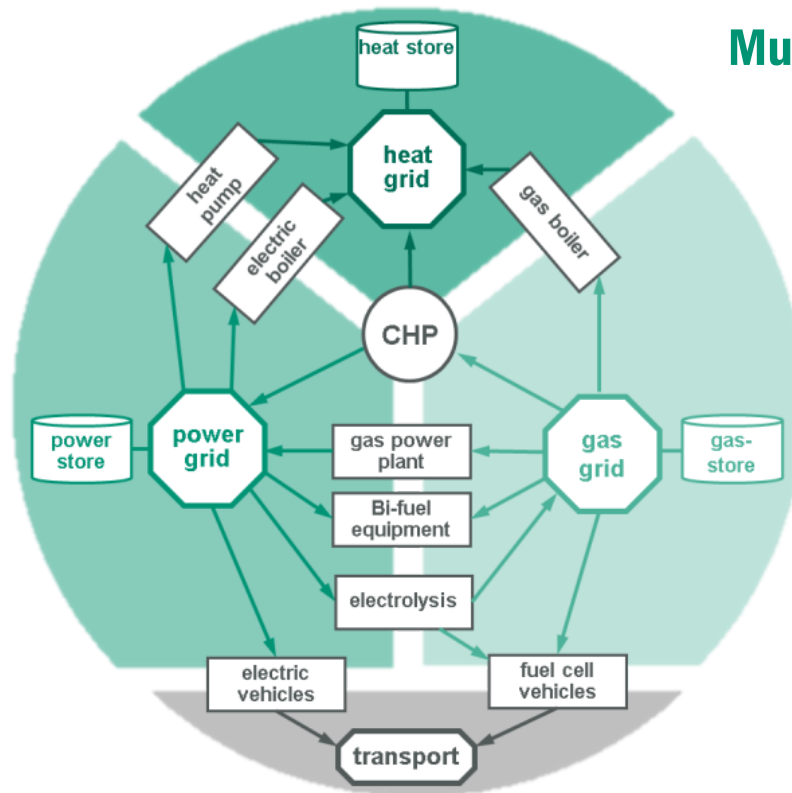 Mu
heat store
heat
grid
heat
pump
electric
boiler
gas boiler
CHP
power
store
power
grid
gas power
plant
gas
grid
gas-
store
Bi-fuel
equipment
electrolysis
electric
vehicles
fuel cell
vehicles
transport